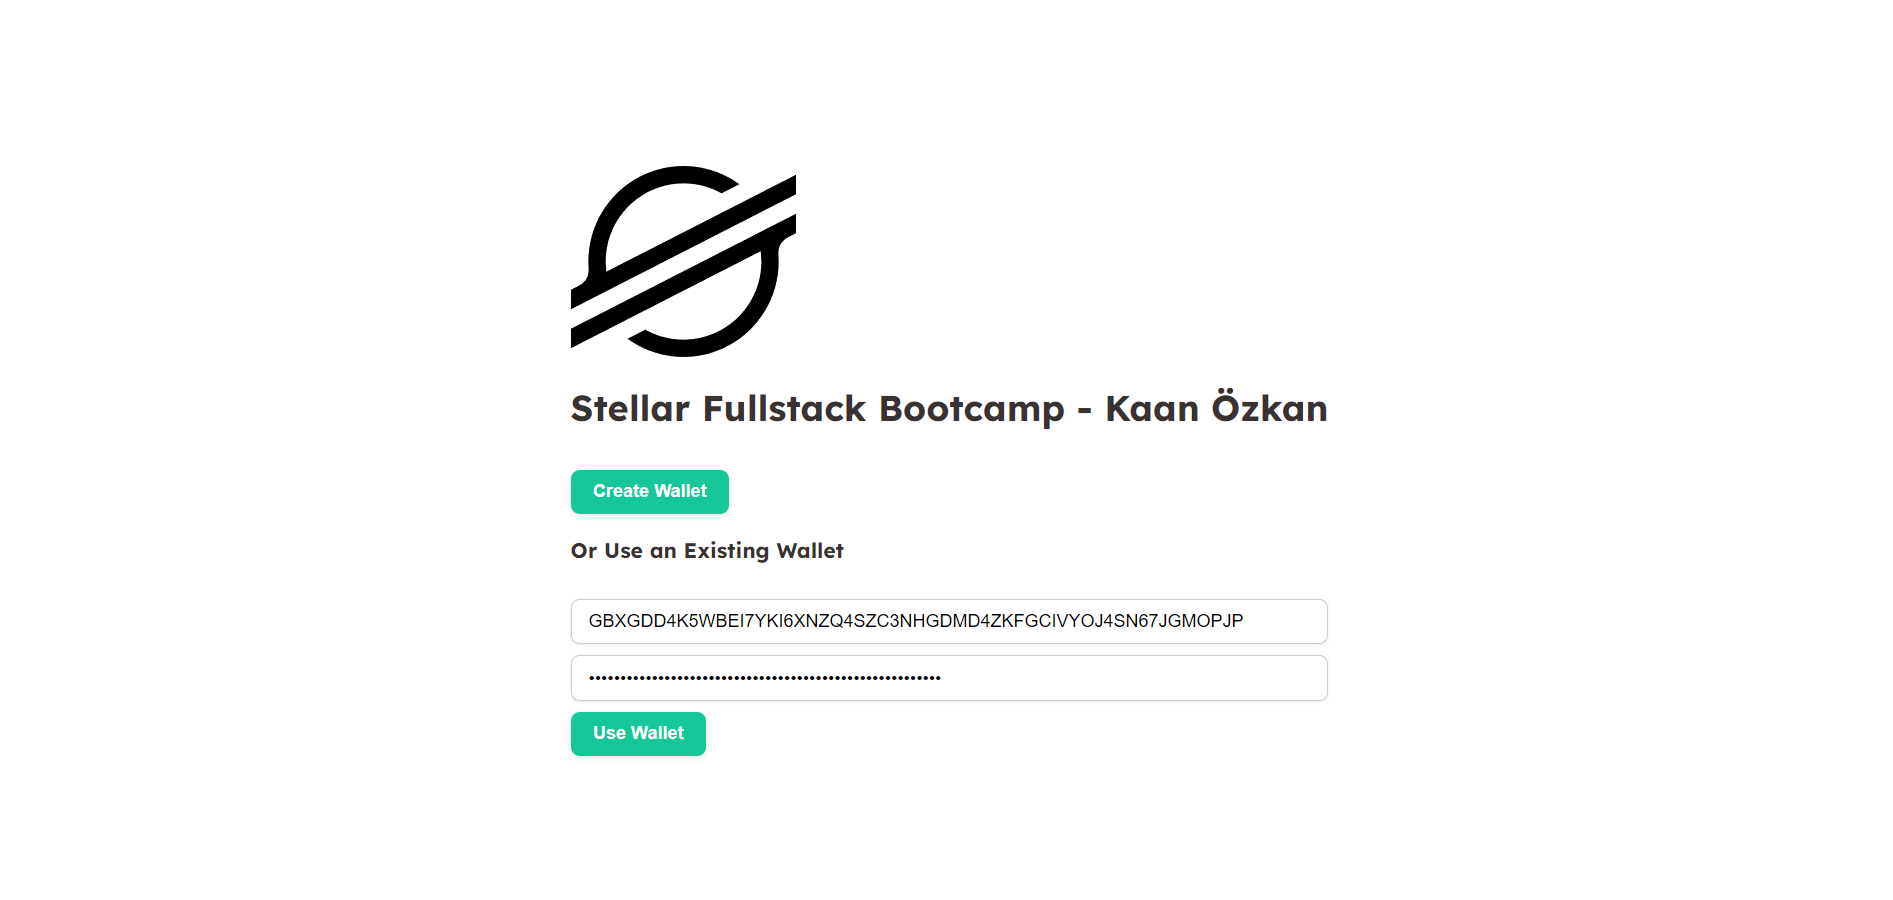 Stellar Fullstack Bootcamp - Kaan Özkan
Create Wallet
Or Use an Existing Wallet
GBXGDD4K5WBEI7YKI6XNZQ4SZC3NHGDMD4ZKFGCIVYOJ4SN67JGMOPJP
••••••••••••••••••••••••••••••••••••••••••••••••••••••••
Use Wallet